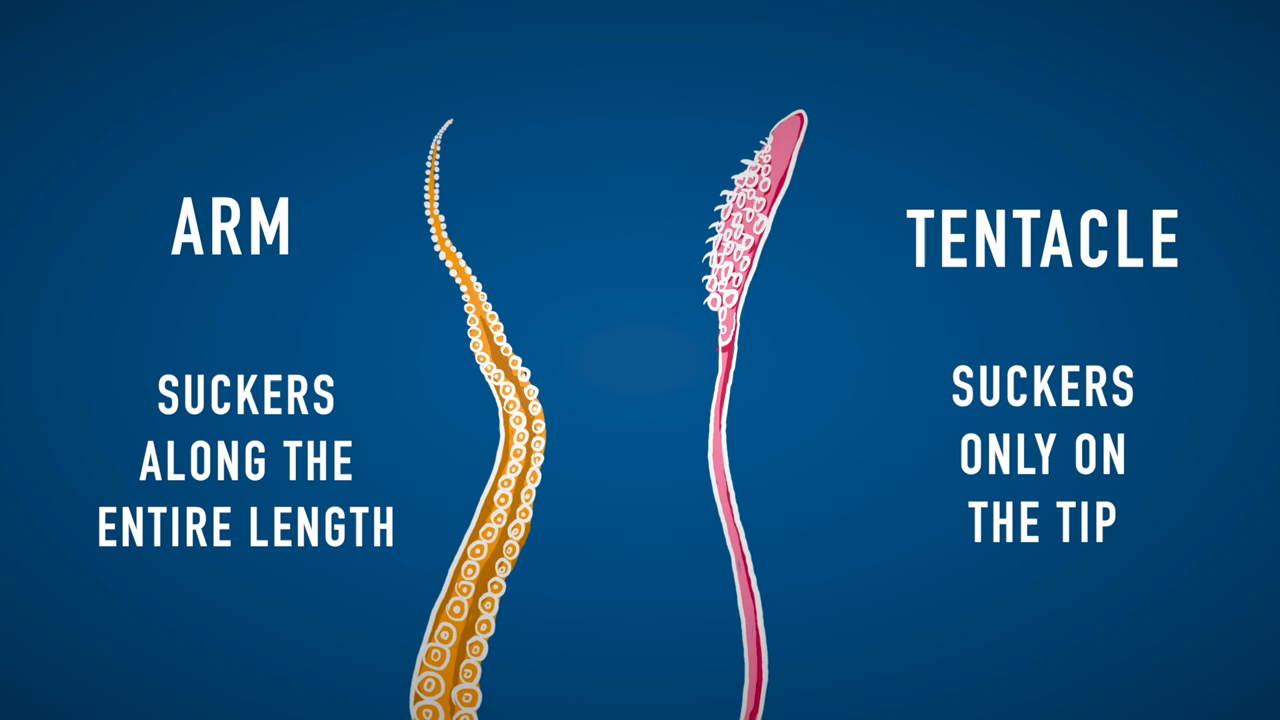 ARM
SUCKERS
ALONG THE
ENTIRE LENGTH
TENTACLE
SUCKERS
ONLY ON
THE TIP